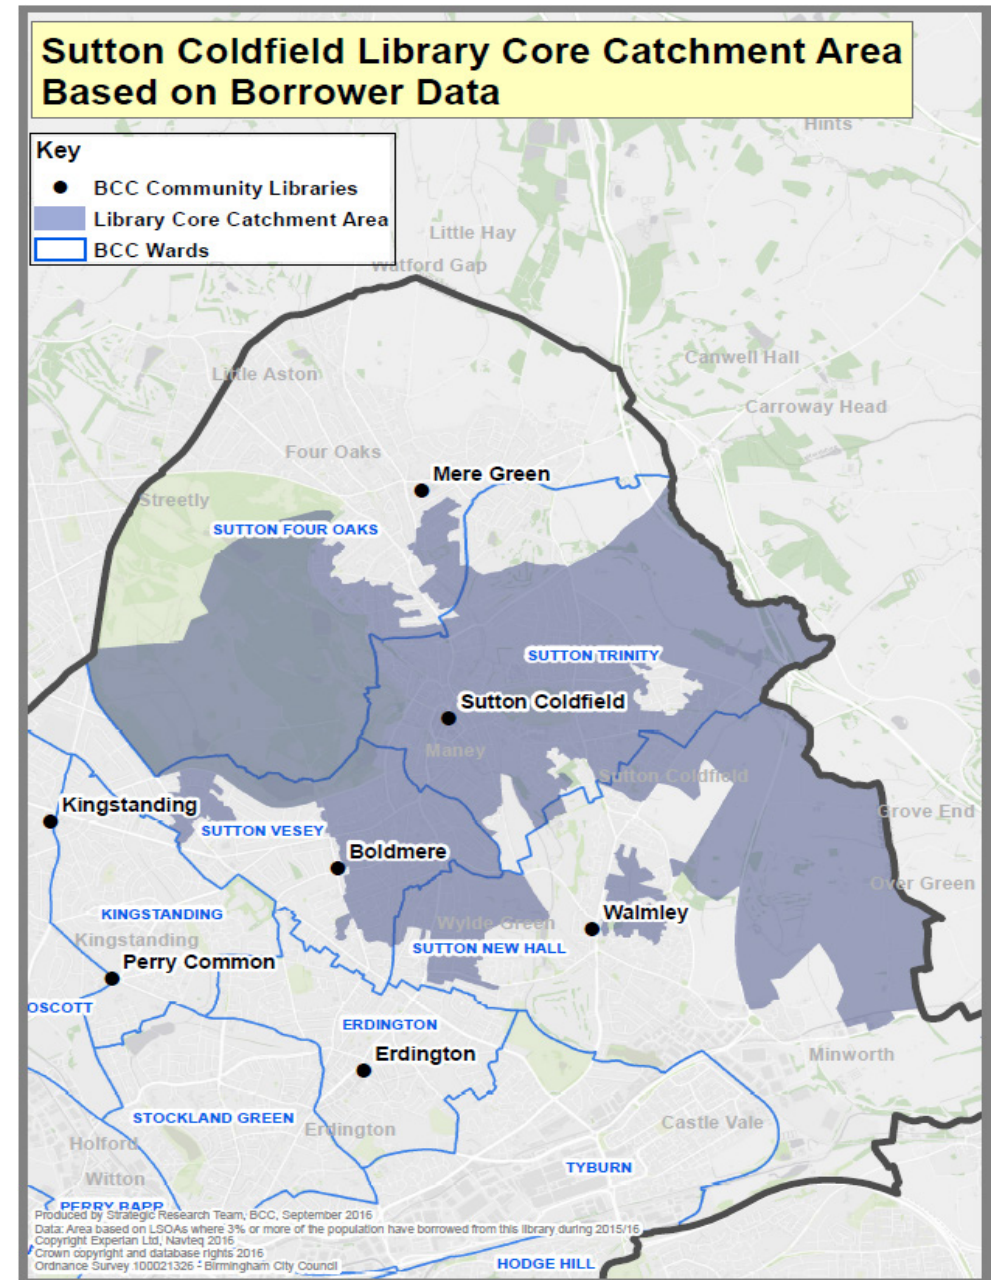 Sutton Coldfield Library Core Catchment Area
Based on Borrower Data
Hints
Key
BCC Community Libraries
Library Core Catchment Area
BCC Wards
Little Hay
Watford Gap
Canwell Hall
Little Aston
Carroway Head
Four Oaks
Mere Green
Streetly
SUTTON FOUR OAKS
SUTTON TRINITY
Sutton Coldfield
Maney
Sutton Coldfield
Kingstanding
Grove End
SUTTON VESEY
Boldmere
Over Green
KINGSTANDING
Walmley
Wylde Green
Kingstanding
SUTTON NEW HALL
Perry Common
OSCOTT
ERDINGTON
Erdington
Minworth
STOCKLAND GREEN
Erdington
Castle Vale
Holford
TYBURN
Witton
PERRY BARR
Produced by Strategic Research Team, BCC, September 2016
Data: Area based on LSOAs where 3% or more of the population have borrowed from this library during 2015/16
Copyright Experian Ltd, Navteq 2016
Crown copyright and database rights 2016
Ordnance Survey 100021326 - Birmingham City Council
HODGE HILL